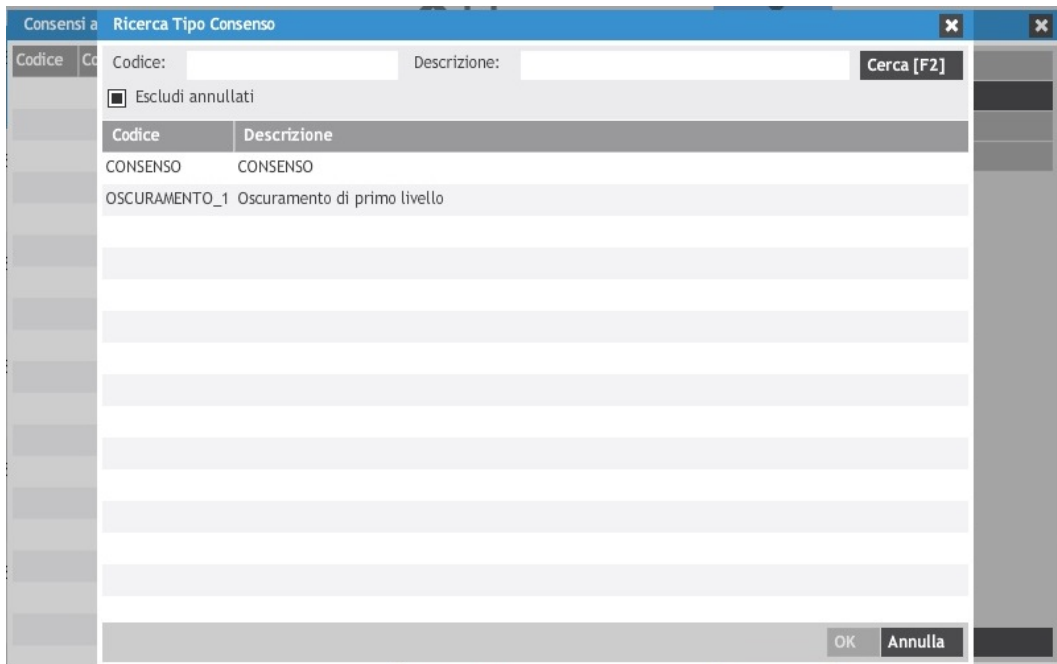 Consensi a
Ricerca Tipo Consenso
Codice
Codice:
Descrizione:
Cerca [F2]
Escludi annullati
Codice Descrizione
CONSENSO CONSENSO
OSCURAMENTO_1 Oscuramento di primo livello
OK Annulla